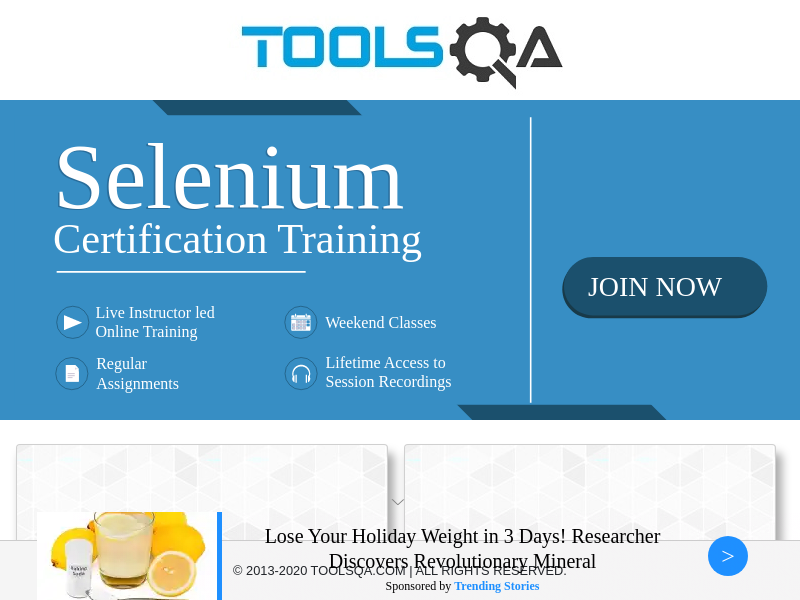 TOOLSQA
Selenium
Certification Training
Live Instructor led
Online Training
Weekend Classes
Regular
Assignments
Lifetime Access to
Session Recordings
JOIN NOW
Lose Your Holiday Weight in 3 Days! Researcher
Discovers Revolutionary Mineral
© 2013-2020 TOOLSQA.COM | ALL RIGHTS RESERVED.
Sponsored by Trending Stories
>